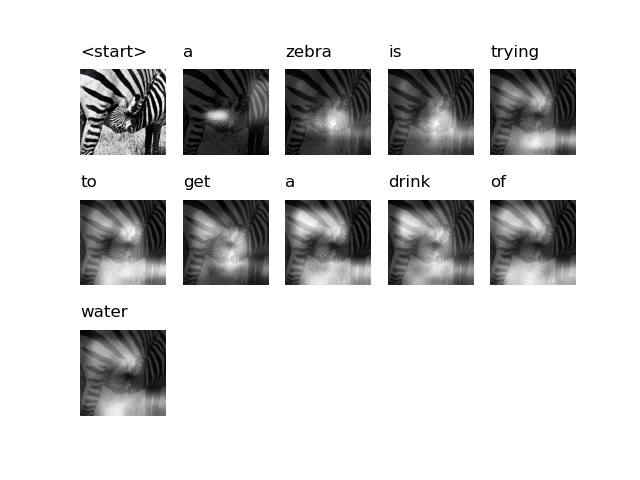 <start> a zebra is trying
to get a drink of
water